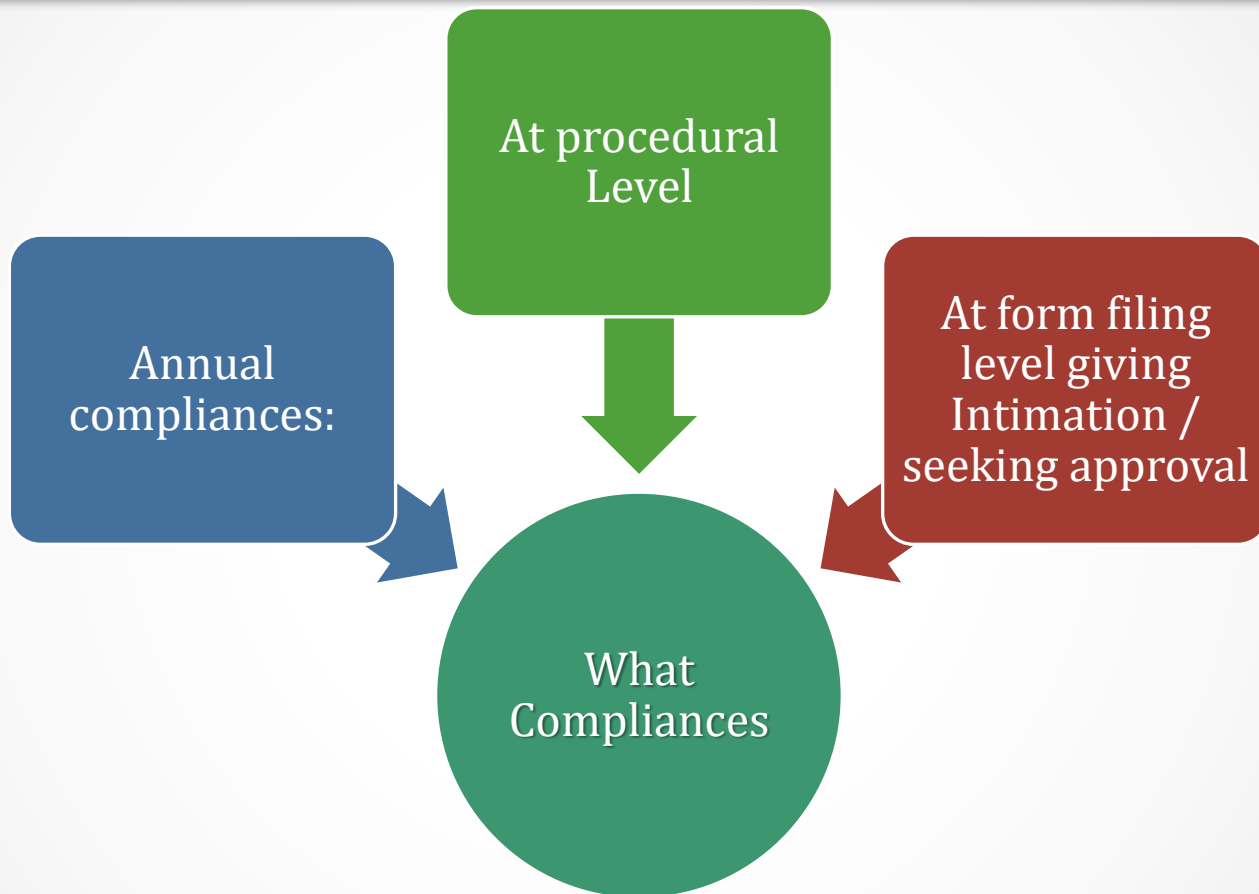 At procedural
Level
Annual
compliances:
At form filing
level giving
Intimation /
seeking approval
What
Compliances